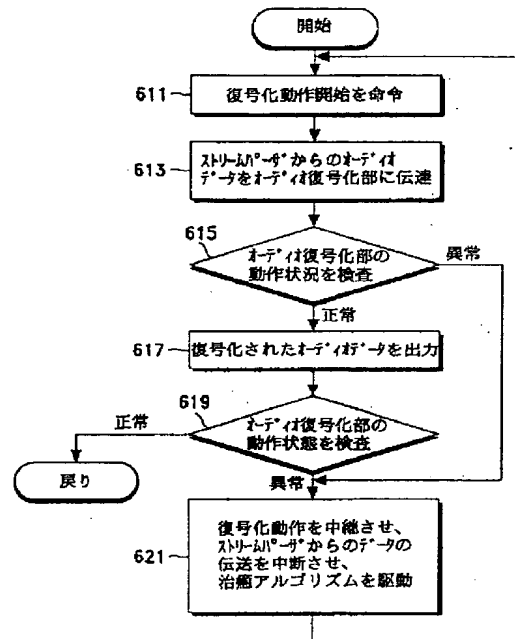 開始
611
復号化動作開始を命令
613
ｽﾄﾘｰﾑﾊﾟｰｻﾞからのｵｰﾃﾞｨｵ
ﾃﾞｰﾀをｵｰﾃﾞｨｵ復号化部に伝達
615
ｵｰﾃﾞｨｵ復号化部の
動作状況を検査
異常
正常
617
復号化されたｵｰﾃﾞｨｵﾃﾞｰﾀを出力
619
ｵｰﾃﾞｨｵ復号化部の
動作状態を検査
正常
戻り
異常
621
復号化動作を中継させ、
ｽﾄﾘｰﾑﾊﾟｰｻﾞからのデータの
伝送を中断させ、
治癒アルゴリズムを駆動